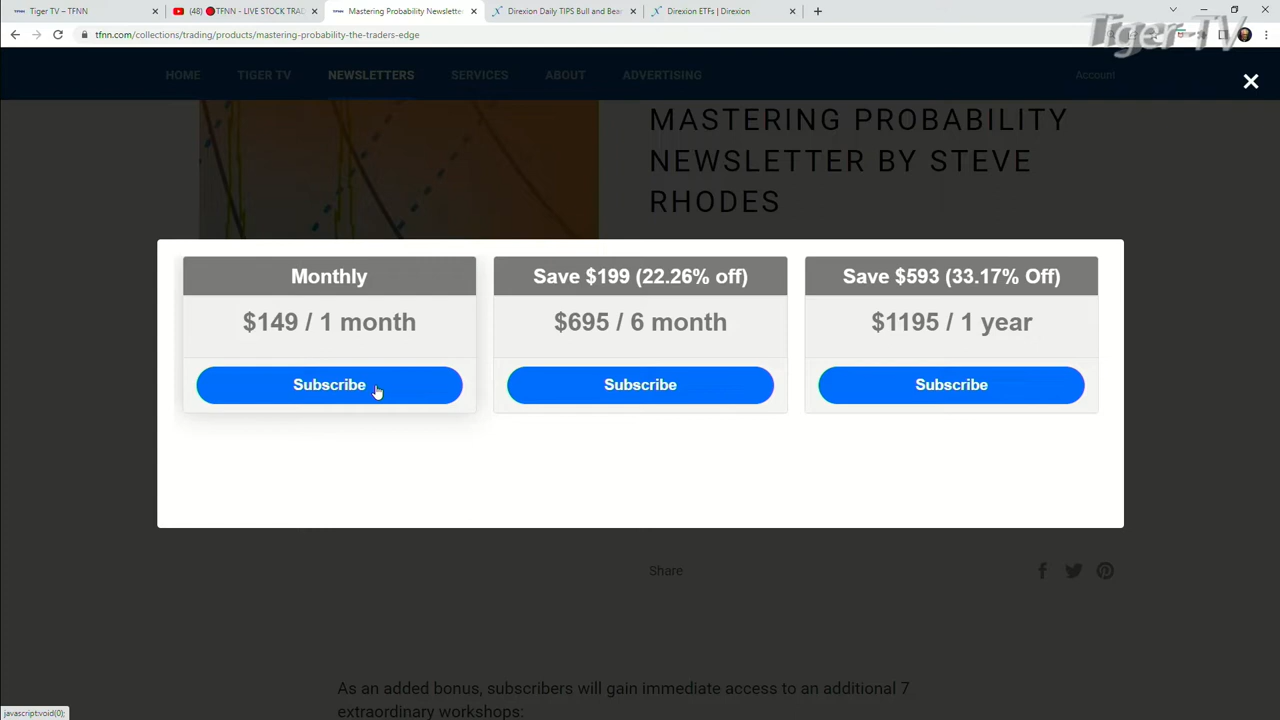 Tiger TV – TFNN
(48) 🔴TFNN - LIVE STOCK TRAD
Mastering Probability Newslette
Direxion Daily TIPS Bull and Bea
Direxion ETFs | Direxion
tfnn.com/collections/trading/products/mastering-probability-the-traders-edge
Tiger TV
HOME
TIGER TV
NEWSLETTERS
SERVICES
ABOUT
ADVERTISING
Account
MASTERING PROBABILITY
NEWSLETTER BY STEVE
RHODES
Monthly
$149 / 1 month
Subscribe
Save $199 (22.26% off)
$695 / 6 month
Subscribe
Save $593 (33.17% Off)
$1195 / 1 year
Subscribe
Share
As an added bonus, subscribers will gain immediate access to an additional 7
extraordinary workshops:
javascript:void(0);